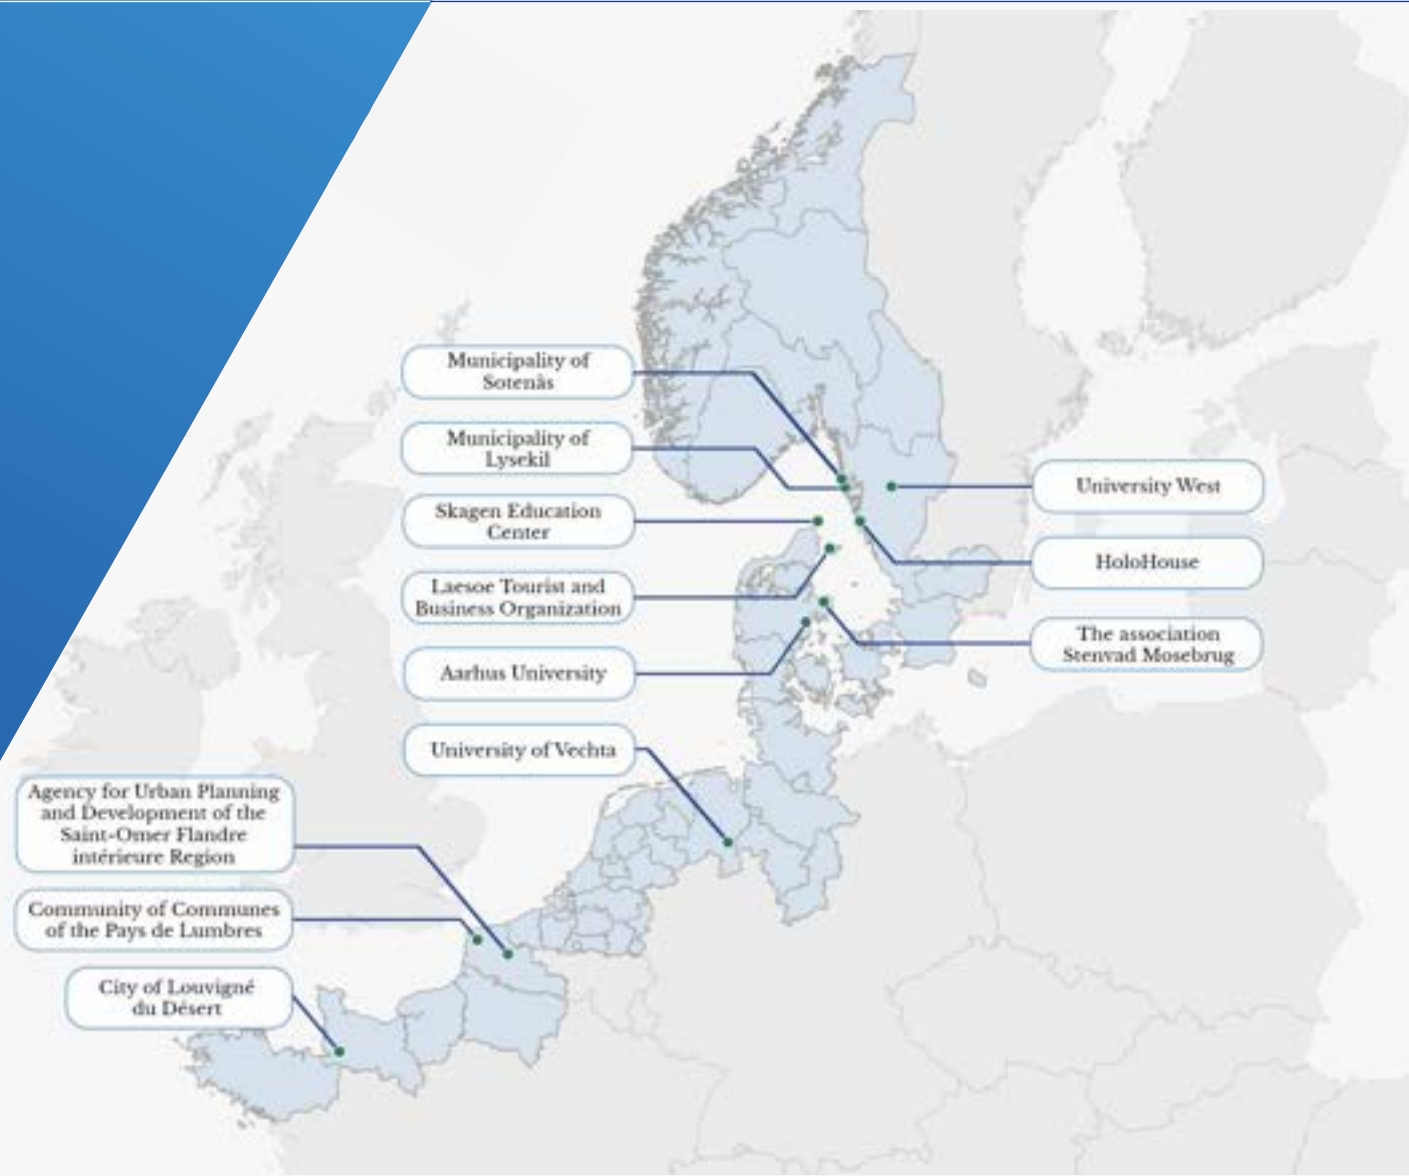 Municipality of
Sotenäs
Municipality of
Lysekil
Skagen Education
Center
Laesoe Tourist and
Business Organization
Aarhus University
University of Vechta
Agency for Urban Planning
and Development of the
Saint-Omer Flandre
intérieure Region
Community of Communes
of the Pays de Lumbres
City of Louvigné
du Désert
University West
HoloHouse
The association
Stenvad Mosebrug